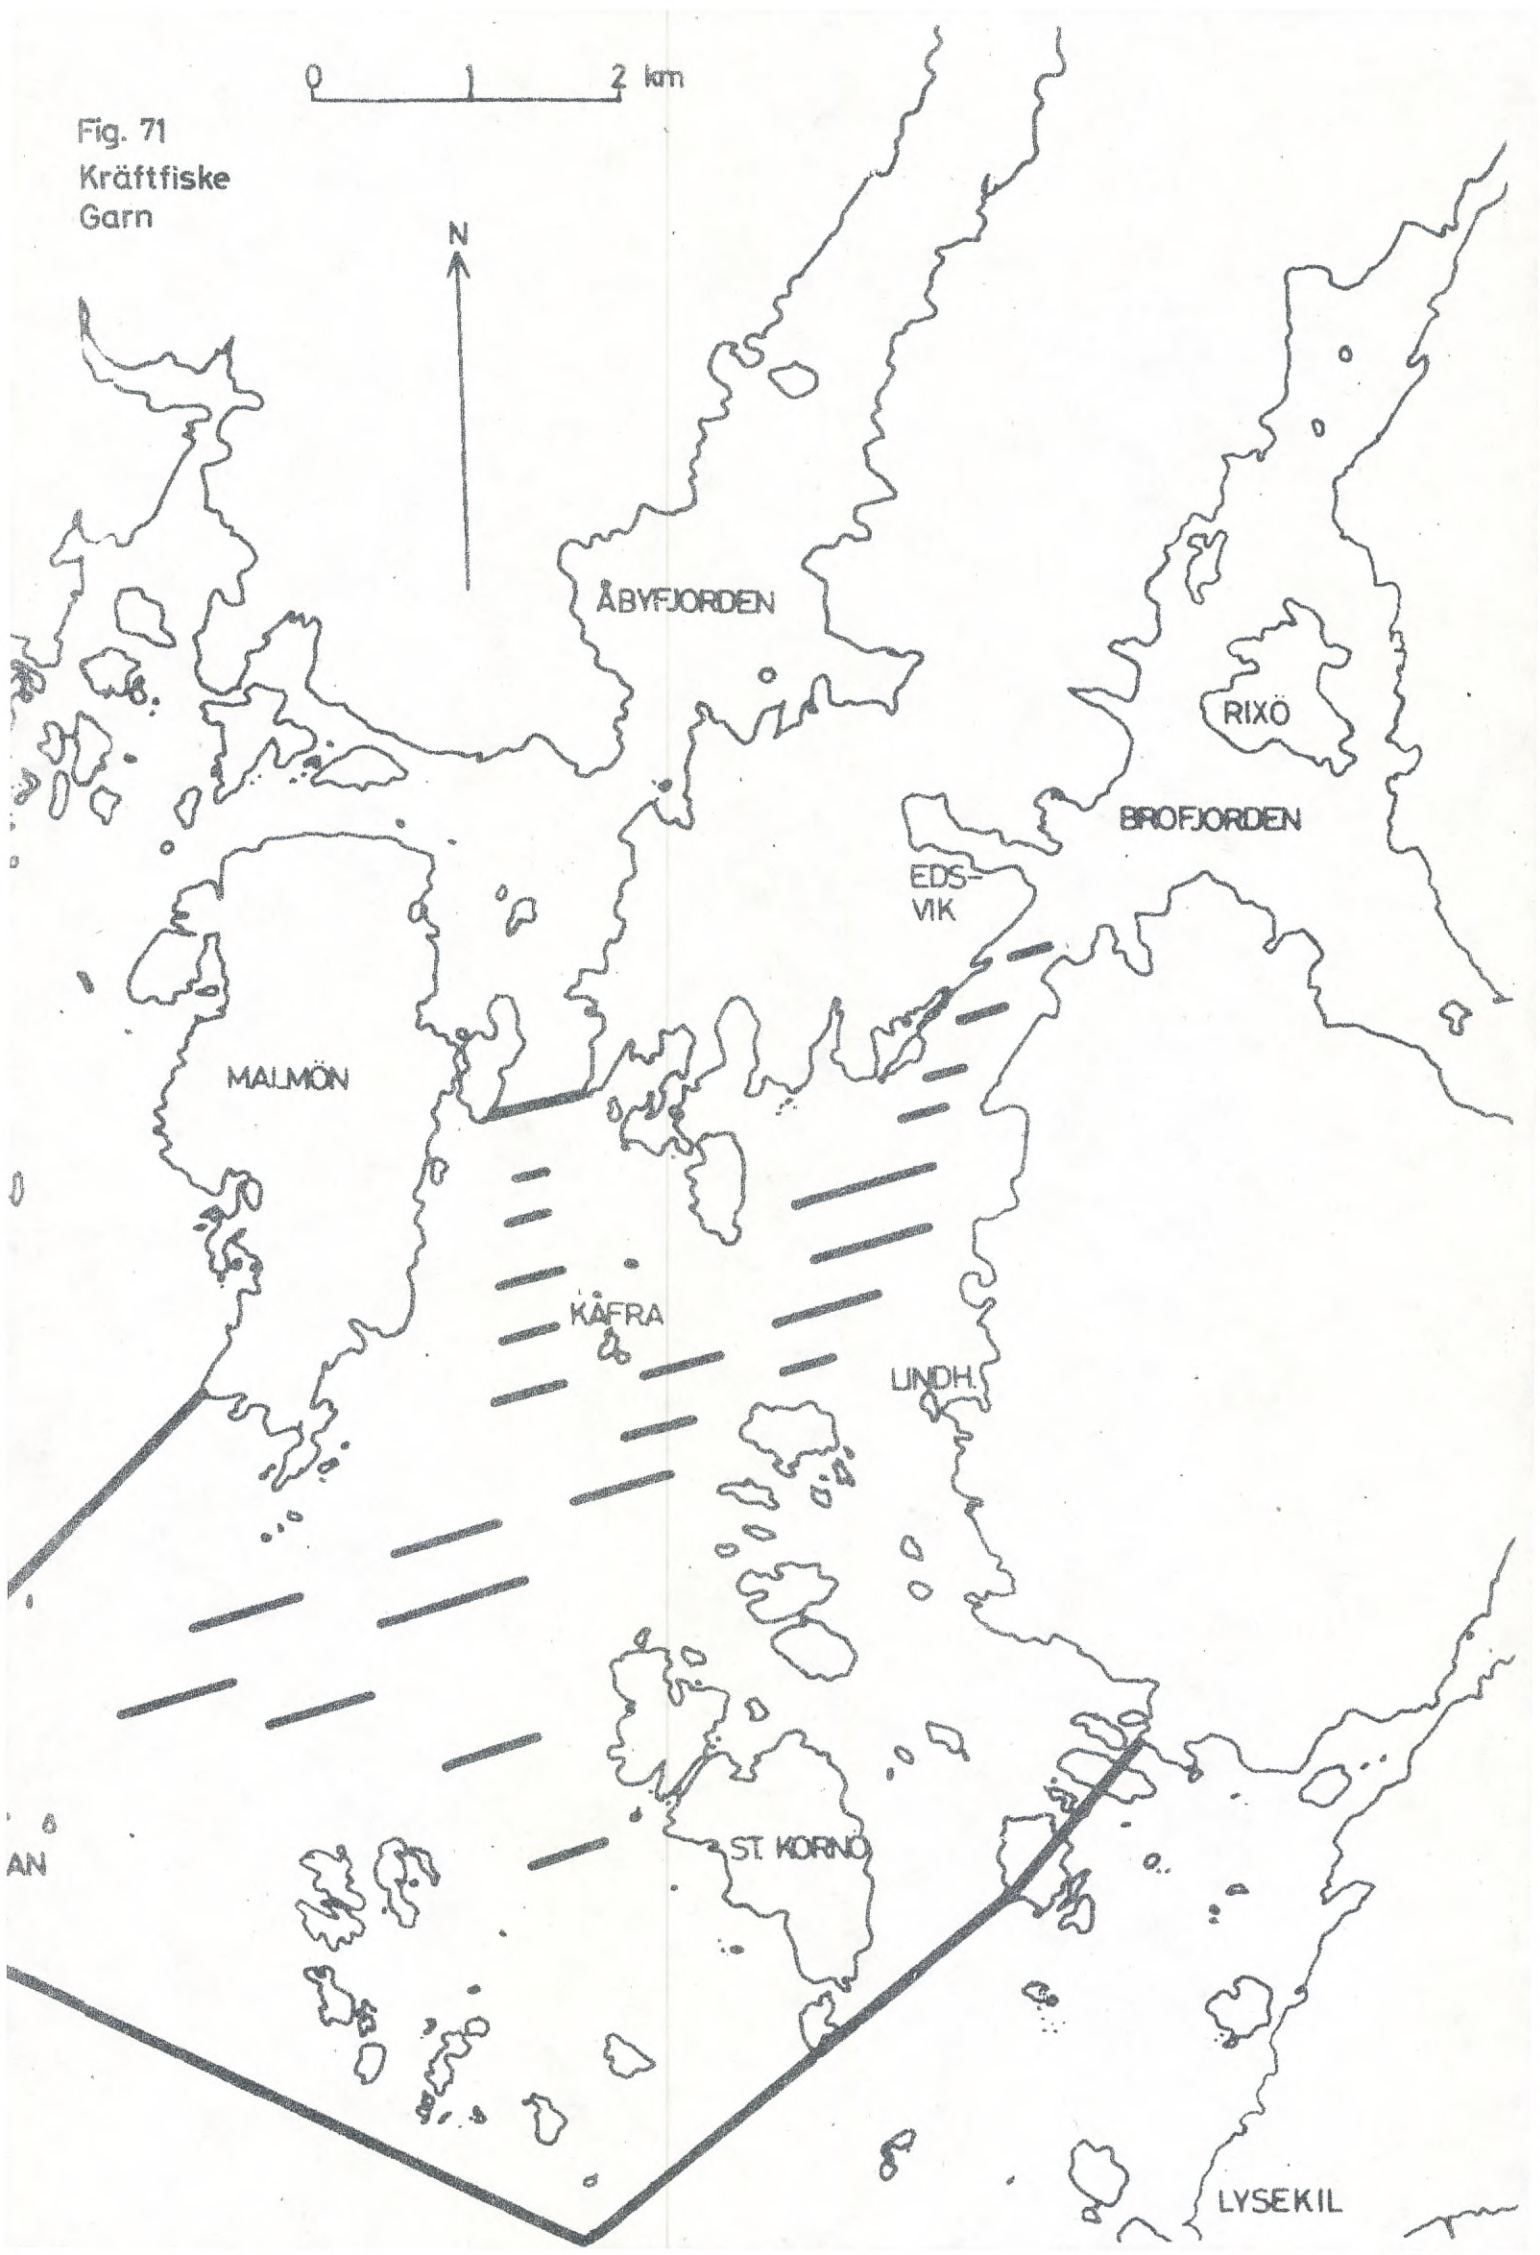 0 1 2 km
Fig. 71
Kräftfiske
Garn
N
ÅBYFJORDEN
RIXÖ
BROFJORDEN
EDS-
VIK
MALMÖN
KÅFRA
LINDH.
ST. KORNÖ
AN
LYSEKIL